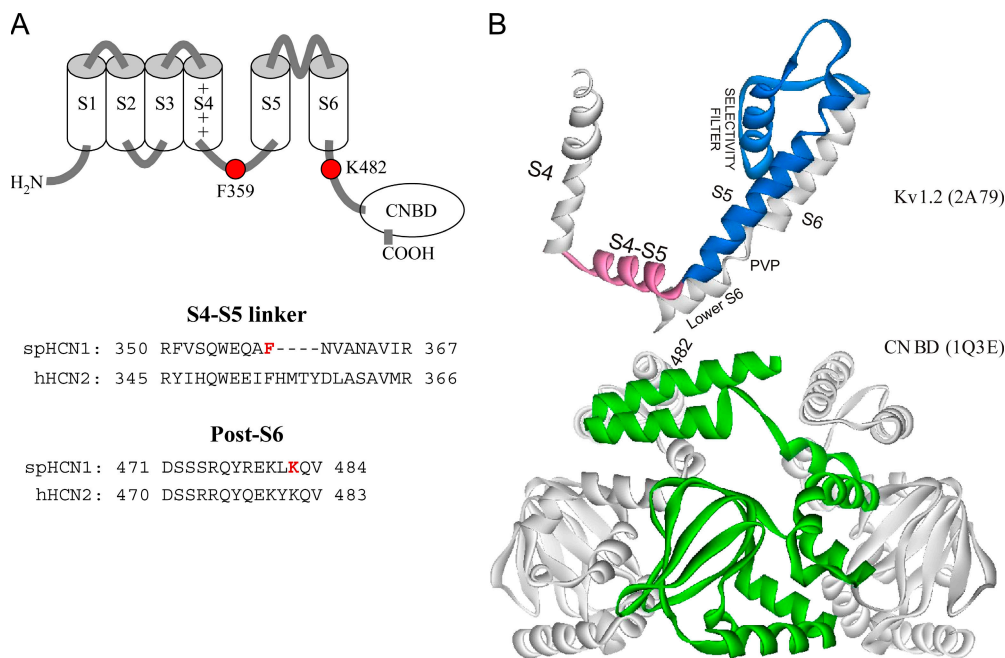 A
S1 S2 S3 S4 S5 S6
+
++
H2N
F359
K482
CNBD
COOH
S4-S5 linker
spHCN1: 350 RFVSQWEQAF----NVANAVIR 367
hHCN2: 345 RYIHQWEEIFHMTYDLASAVMR 366
Post-S6
spHCN1: 471 DSSSRQYREKLKQV 484
hHCN2: 470 DSSRRQYQEKYKQV 483
B
SELECTIVITY
FILTER
S4
S5
S6
Kv1.2 (2A79)
S4-S5
PVP
Lower S6
482
CNBD (1Q3E)